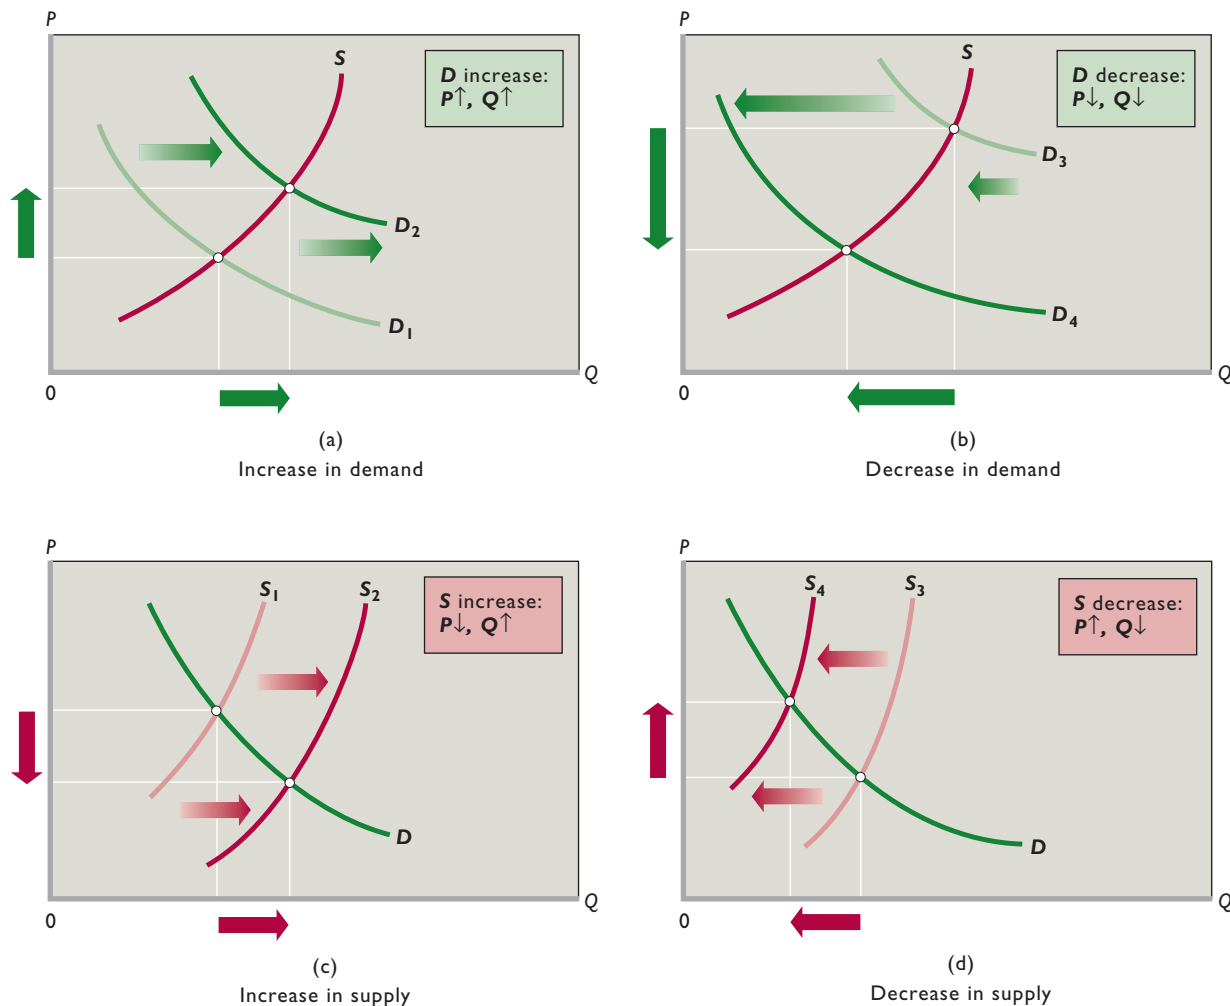 P
S
D increase:
P↑, Q↑
D₂
D₁
0
Q
(a)
Increase in demand
P
S
D decrease:
P↓, Q↓
D₃
D₄
0
Q
(b)
Decrease in demand
P
S₁
S₂
S increase:
P↓, Q↑
D
0
Q
(c)
Increase in supply
P
S₄
S₃
S decrease:
P↑, Q↓
D
0
Q
(d)
Decrease in supply